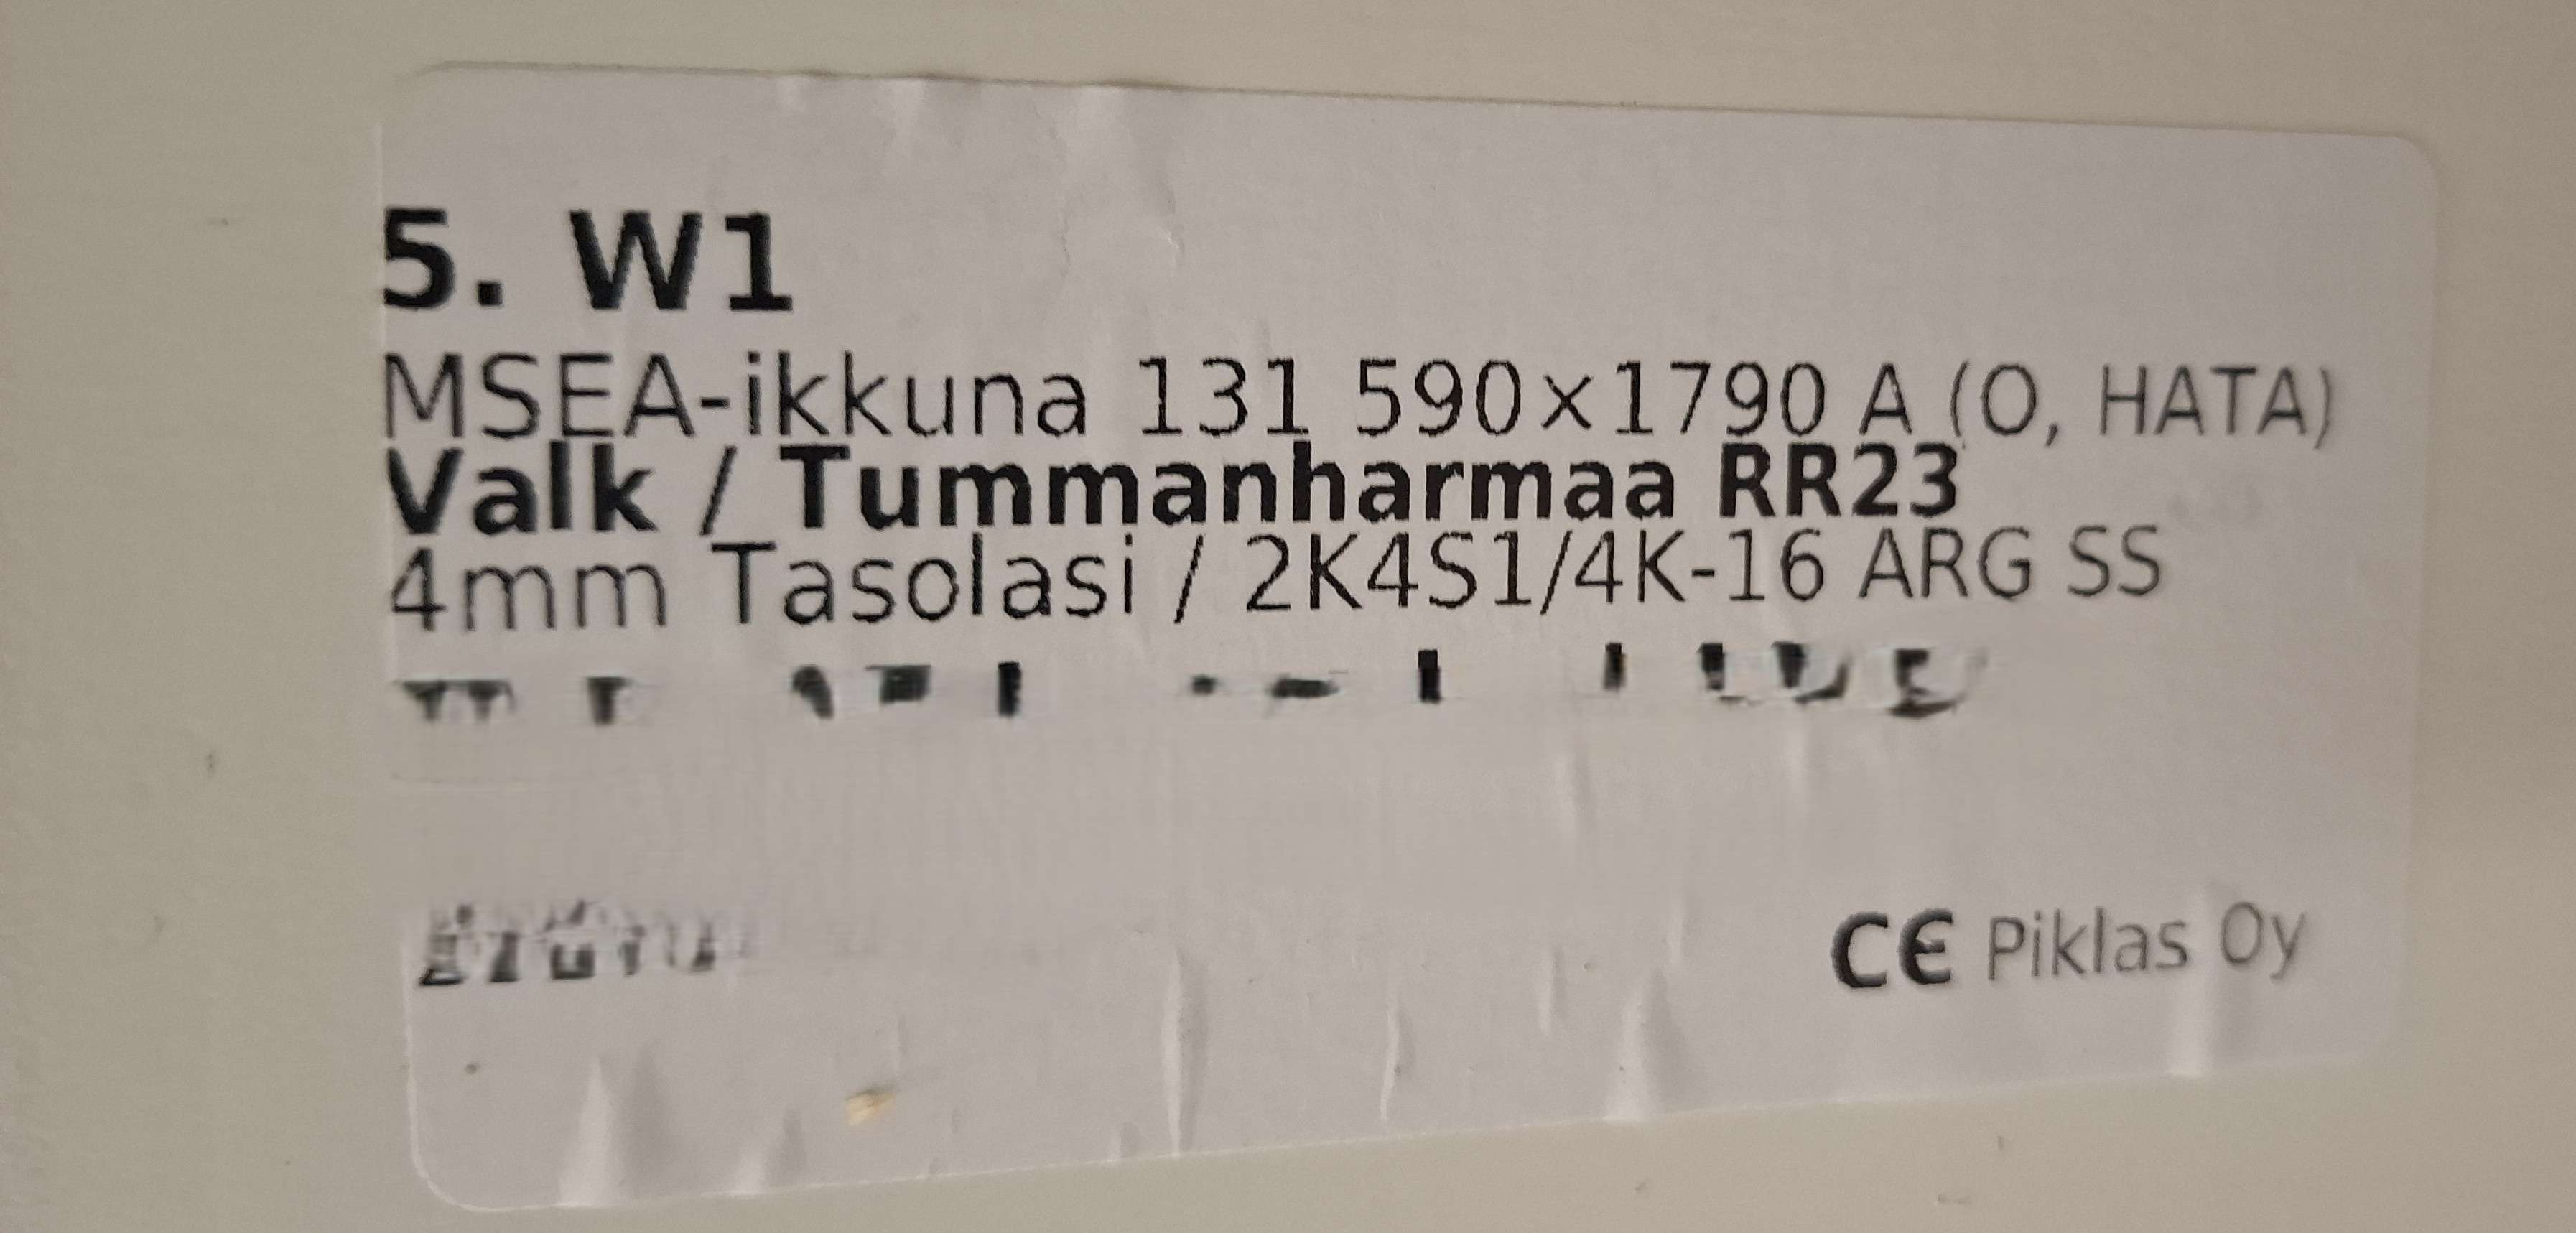 5. W1
MSEA-ikkuna 131 590×1790 A (O, HATA)
Valk / Tummanharmaa RR23
4mm Tasolasi / 2K4S1/4K-16 ARG SS
CE Piklas Oy